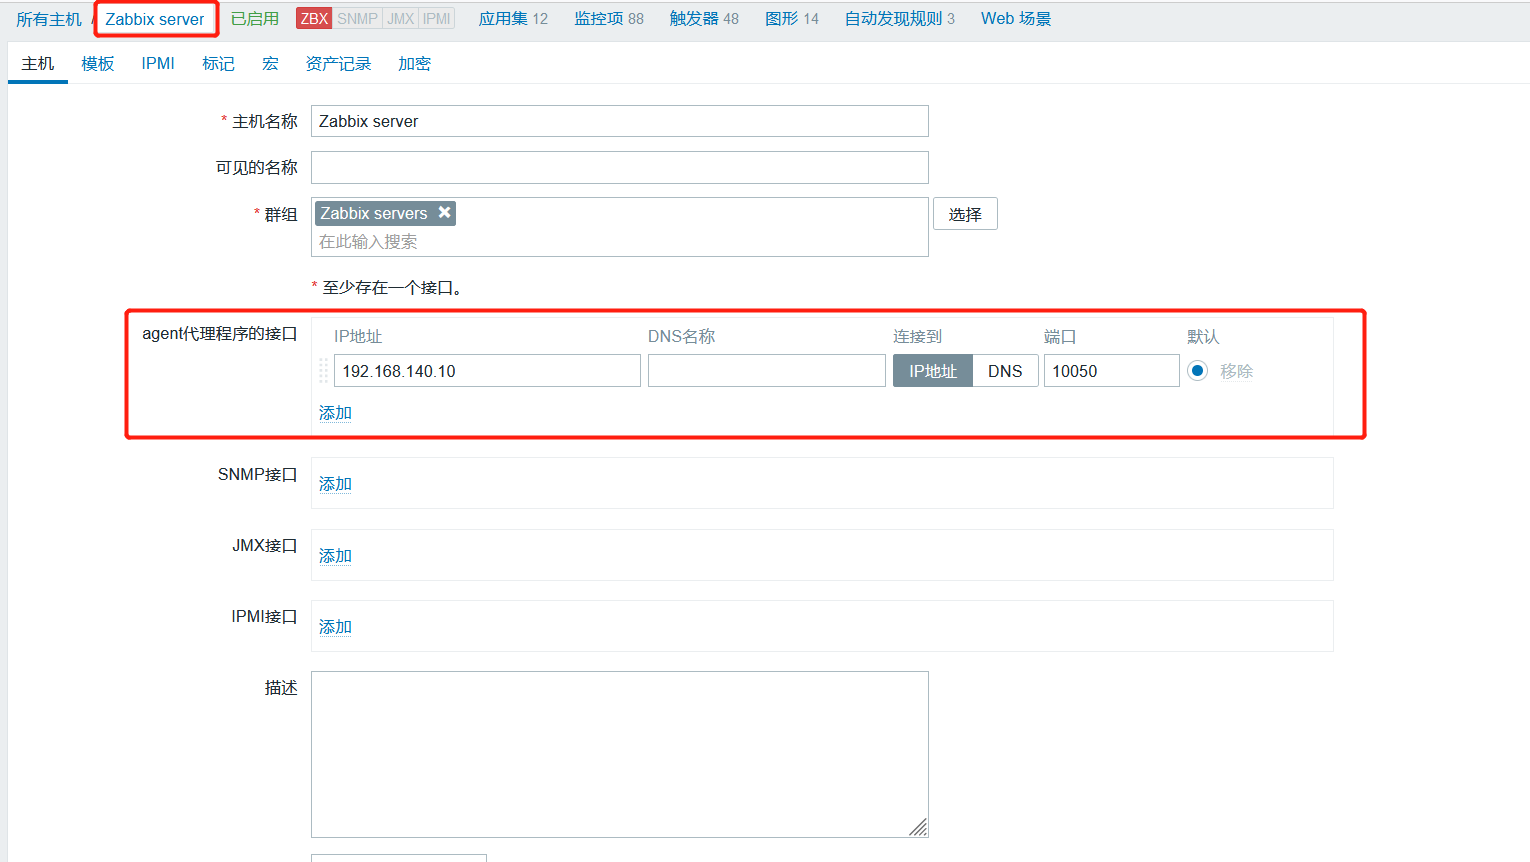 所有主机 / Zabbix server 已启用 ZBX SNMP JMX IPMI 应用集 12 监控项 88 触发器 48 图形 14 自动发现规则 3 Web 场景
主机 模板 IPMI 标记 宏 资产记录 加密
* 主机名称 Zabbix server
可见的名称
* 群组 Zabbix servers 选择
在此输入搜索
* 至少存在一个接口。
agent代理程序的接口 IP地址 DNS名称 连接到 端口 默认
192.168.140.10 IP地址 DNS 10050 移除
添加
SNMP接口 添加
JMX接口 添加
IPMI接口 添加
描述